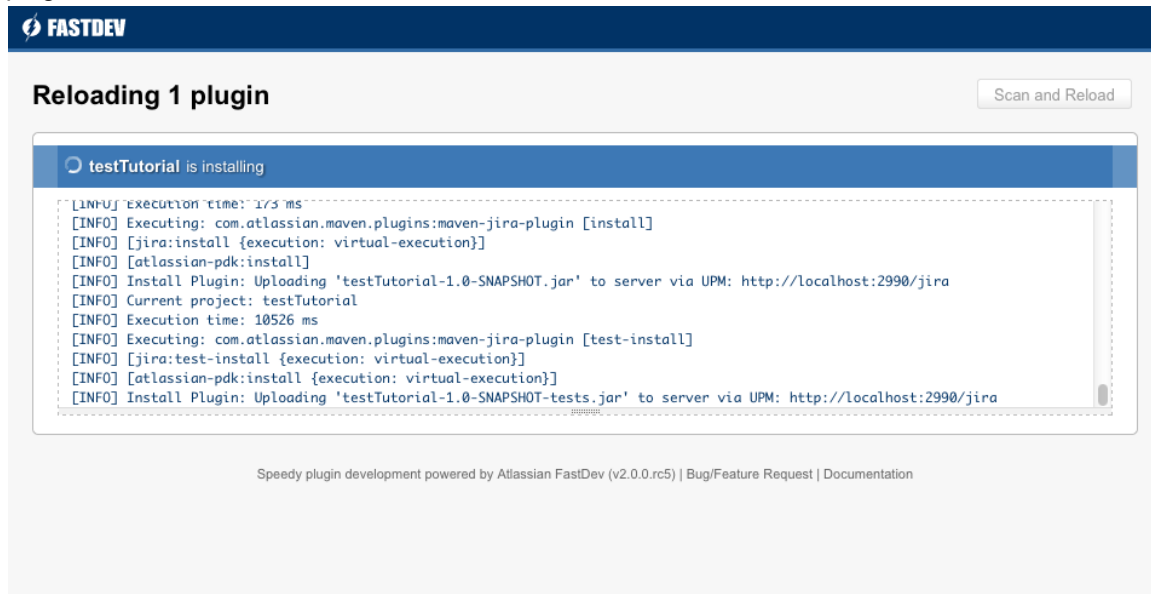 FASTDEV
Reloading 1 plugin
Scan and Reload
testTutorial is installing
[INFO] Execution time: 173 ms
[INFO] Executing: com.atlassian.maven.plugins:maven-jira-plugin [install]
[INFO] [jira:install {execution: virtual-execution}]
[INFO] [atlassian-pdk:install]
[INFO] Install Plugin: Uploading 'testTutorial-1.0-SNAPSHOT.jar' to server via UPM: http://localhost:2990/jira
[INFO] Current project: testTutorial
[INFO] Execution time: 10526 ms
[INFO] Executing: com.atlassian.maven.plugins:maven-jira-plugin [test-install]
[INFO] [jira:test-install {execution: virtual-execution}]
[INFO] [atlassian-pdk:install {execution: virtual-execution}]
[INFO] Install Plugin: Uploading 'testTutorial-1.0-SNAPSHOT-tests.jar' to server via UPM: http://localhost:2990/jira
Speedy plugin development powered by Atlassian FastDev (v2.0.0.rc5) | Bug/Feature Request | Documentation